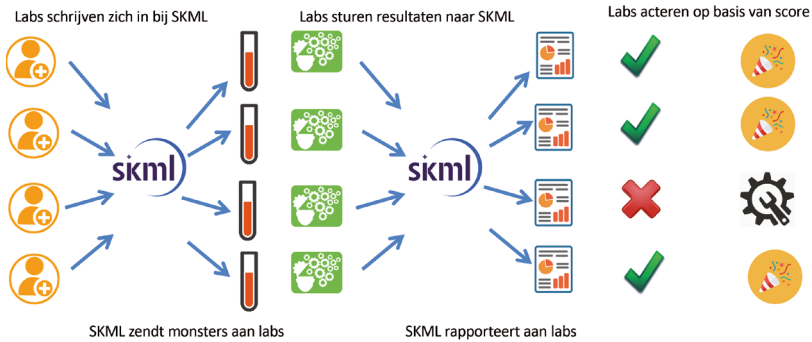 Labs schrijven zich in bij SKML
Labs sturen resultaten naar SKML
Labs acteren op basis van score
skml
skml
SKML zendt monsters aan labs
SKML rapporteert aan labs